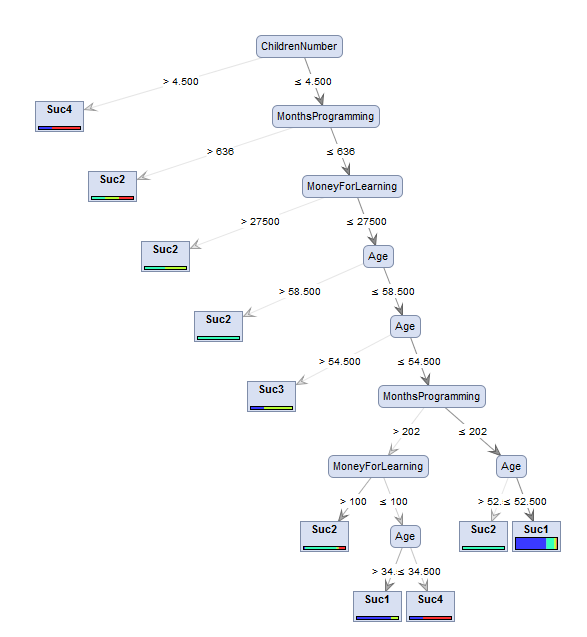 ChildrenNumber
> 4.500
≤ 4.500
Suc4
MonthsProgramming
> 636
≤ 636
Suc2
MoneyForLearning
> 27500
≤ 27500
Suc2
Age
> 58.500
≤ 58.500
Suc2
Age
> 54.500
≤ 54.500
Suc3
MonthsProgramming
> 202
≤ 202
MoneyForLearning
Age
> 100
≤ 100
> 52.
≤ 52.500
Suc2
Age
Suc2
Suc1
> 34.
≤ 34.500
Suc1
Suc4